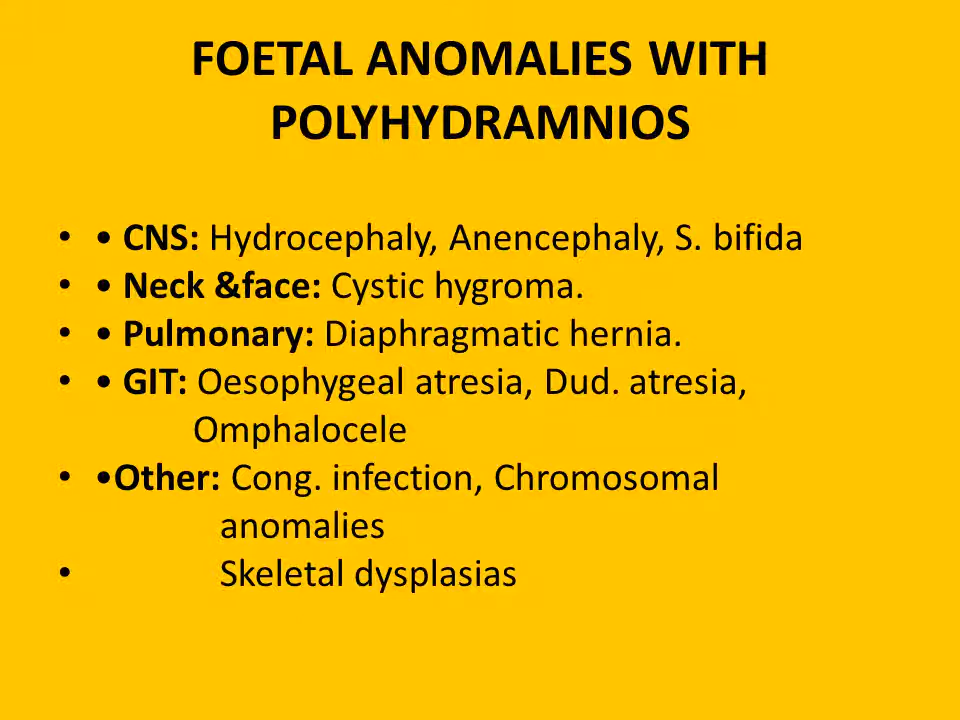 FOETAL ANOMALIES WITH
POLYHYDRAMNIOS
• • CNS: Hydrocephaly, Anencephaly, S. bifida
• • Neck &face: Cystic hygroma.
• • Pulmonary: Diaphragmatic hernia.
• • GIT: Oesophygeal atresia, Dud. atresia,
Omphalocele
• •Other: Cong. infection, Chromosomal
anomalies
• Skeletal dysplasias